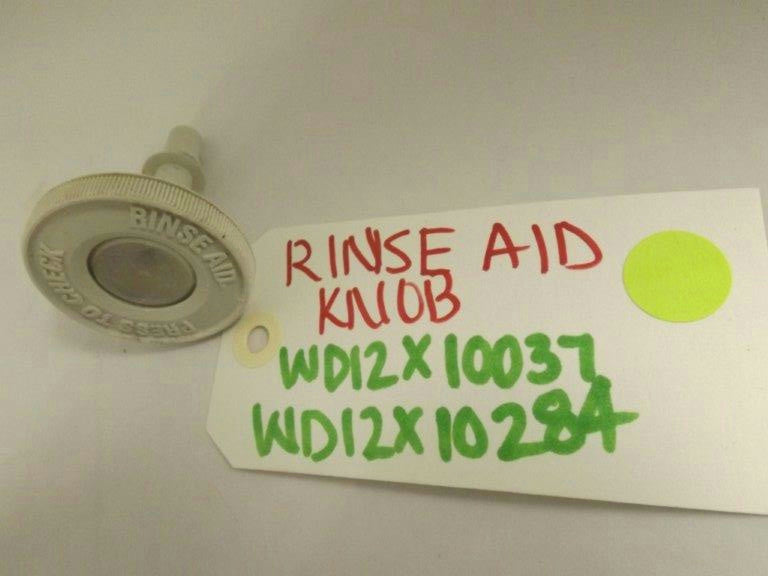 RINSE AID.
PRESS TO CHECK
RINSE AID
KNOB
WD12X10037
WD12X10284